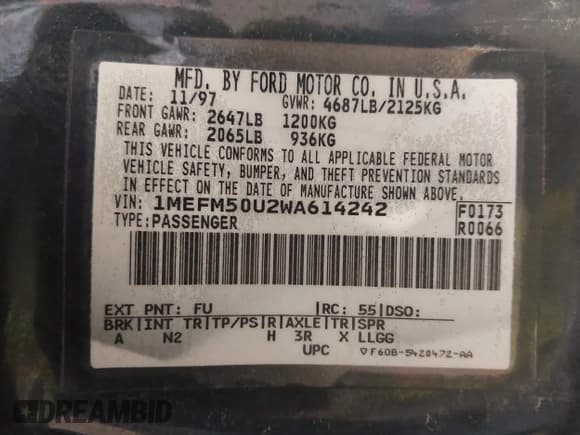 MFD. BY FORD MOTOR CO. IN U.S.A.
DATE: 11/97 GVWR: 4687LB/2125KG
FRONT GAWR: 2647LB 1200KG
REAR GAWR: 2065LB 936KG
THIS VEHICLE CONFORMS TO ALL APPLICABLE FEDERAL MOTOR
VEHICLE SAFETY, BUMPER, AND THEFT PREVENTION STANDARDS
IN EFFECT ON THE DATE OF MANUFACTURE SHOWN ABOVE.
VIN: 1MEFM50U2WA614242 F0173
TYPE: PASSENGER R0066
EXT PNT: FU |RC: 55|DSO:
BRK|INT TR|TP/PS|R|AXLE|TR|SPR
A N2 H 3R X LLGG
UPC ▽F60B-5420472-AA
DREAMBID